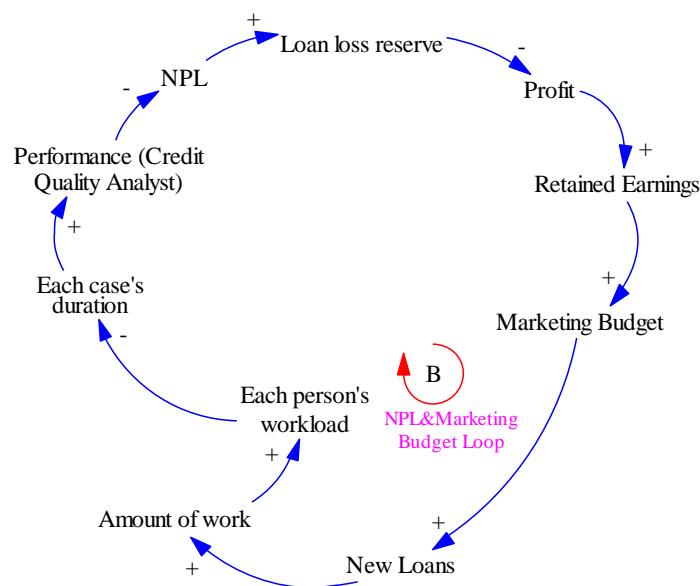 +
Loan loss reserve
-
NPL
-
Profit
+
Performance (Credit
Quality Analyst)
Retained Earnings
+
Each case's
duration
+
Marketing Budget
-
B
Each person's
workload
NPL&Marketing
Budget Loop
+
Amount of work
+
+
New Loans